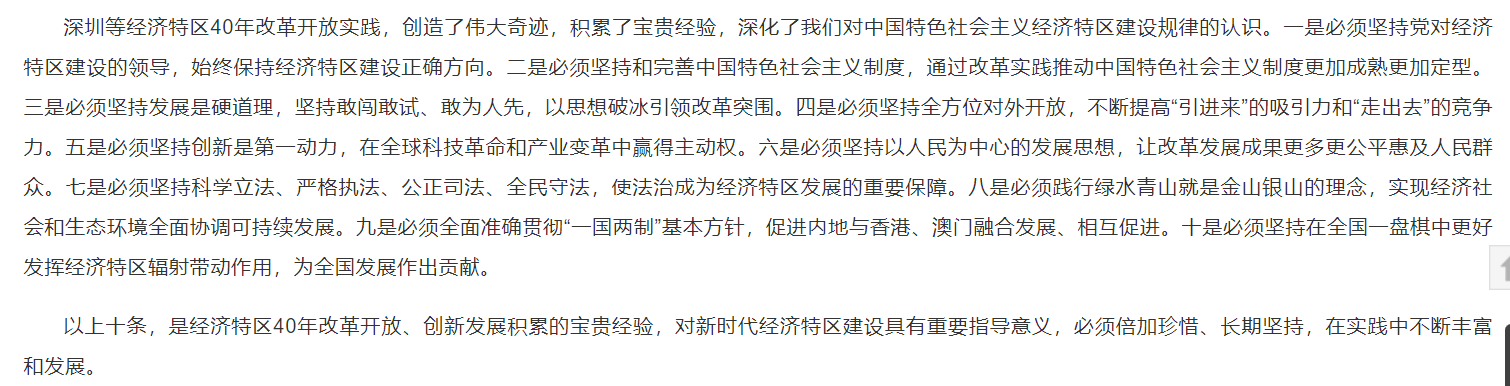 深圳等经济特区40年改革开放实践，创造了伟大奇迹，积累了宝贵经验，深化了我们对中国特色社会主义经济特区建设规律的认识。一是必须坚持党对经济
特区建设的领导，始终保持经济特区建设正确方向。二是必须坚持和完善中国特色社会主义制度，通过改革实践推动中国特色社会主义制度更加成熟更加定型。
三是必须坚持发展是硬道理，坚持敢闯敢试、敢为人先，以思想破冰引领改革突围。四是必须坚持全方位对外开放，不断提高“引进来”的吸引力和“走出去”的竞争
力。五是必须坚持创新是第一动力，在全球科技革命和产业变革中赢得主动权。六是必须坚持以人民为中心的发展思想，让改革发展成果更多更公平惠及人民群
众。七是必须坚持科学立法、严格执法、公正司法、全民守法，使法治成为经济特区发展的重要保障。八是必须践行绿水青山就是金山银山的理念，实现经济社
会和生态环境全面协调可持续发展。九是必须全面准确贯彻“一国两制”基本方针，促进内地与香港、澳门融合发展、相互促进。十是必须坚持在全国一盘棋中更好
发挥经济特区辐射带动作用，为全国发展作出贡献。
以上十条，是经济特区40年改革开放、创新发展积累的宝贵经验，对新时代经济特区建设具有重要指导意义，必须倍加珍惜、长期坚持，在实践中不断丰富
和发展。